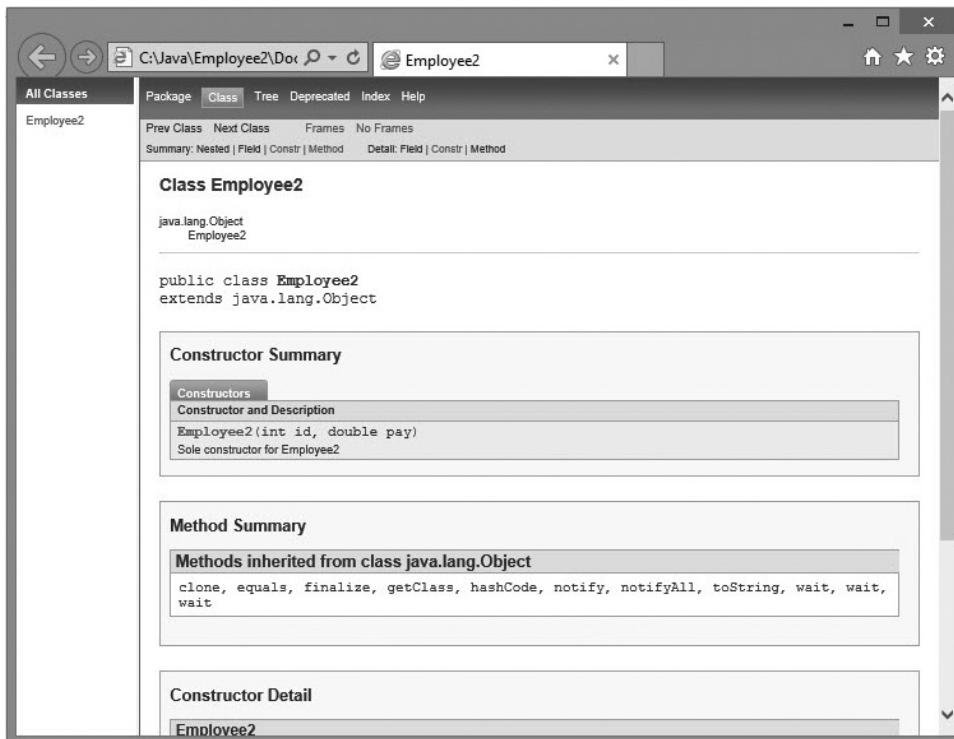 C:\Java\Employee2\Doc
Employee2
All Classes
Employee2
Package Class Tree Deprecated Index Help
Prev Class Next Class Frames No Frames
Summary: Nested | Field | Constr | Method Detail: Field | Constr | Method
Class Employee2
java.lang.Object
Employee2
public class Employee2
extends java.lang.Object
Constructor Summary
Constructors
Constructor and Description
Employee2(int id, double pay)
Sole constructor for Employee2
Method Summary
Methods inherited from class java.lang.Object
clone, equals, finalize, getClass, hashCode, notify, notifyAll, toString, wait, wait,
wait
Constructor Detail
Employee2